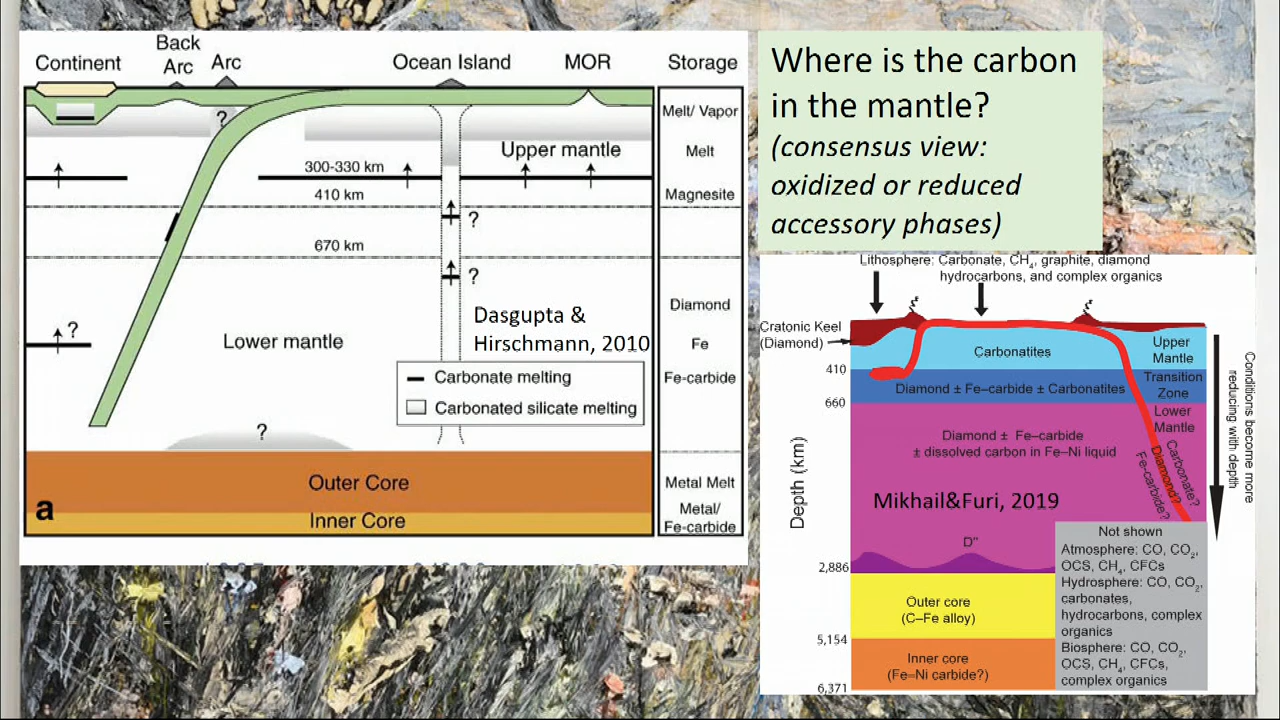 Where is the carbon
in the mantle?
(consensus view:
oxidized or reduced
accessory phases)
Continent
Back
Arc
Arc
Ocean Island
MOR
Storage
?
Melt/ Vapor
Upper mantle
Melt
300-330 km
410 km
Magnesite
?
670 km
?
Diamond
?
Lower mantle
Dasgupta &
Hirschmann, 2010
Fe
Fe-carbide
Carbonate melting
Carbonated silicate melting
?
Outer Core
Metal Melt
Inner Core
Metal/
Fe-carbide
a
Lithosphere: Carbonate, CH4, graphite, diamond
hydrocarbons, and complex organics
Cratonic Keel
(Diamond)
Carbonatites
Upper
Mantle
410
Diamond ± Fe–carbide ± Carbonatites
Transition
Zone
660
Lower
Mantle
Diamond ± Fe–carbide
± dissolved carbon in Fe–Ni liquid
Carbonate?
Diamond?
Fe-carbide?
Conditions become more
reducing with depth
Depth (km)
Mikhail&Furi, 2019
D"
2,886
Outer core
(C–Fe alloy)
5,154
Inner core
(Fe–Ni carbide?)
6,371
Not shown
Atmosphere: CO, CO2,
OCS, CH4, CFCs
Hydrosphere: CO, CO2,
carbonates,
hydrocarbons, complex
organics
Biosphere: CO, CO2,
OCS, CH4, CFCs,
complex organics